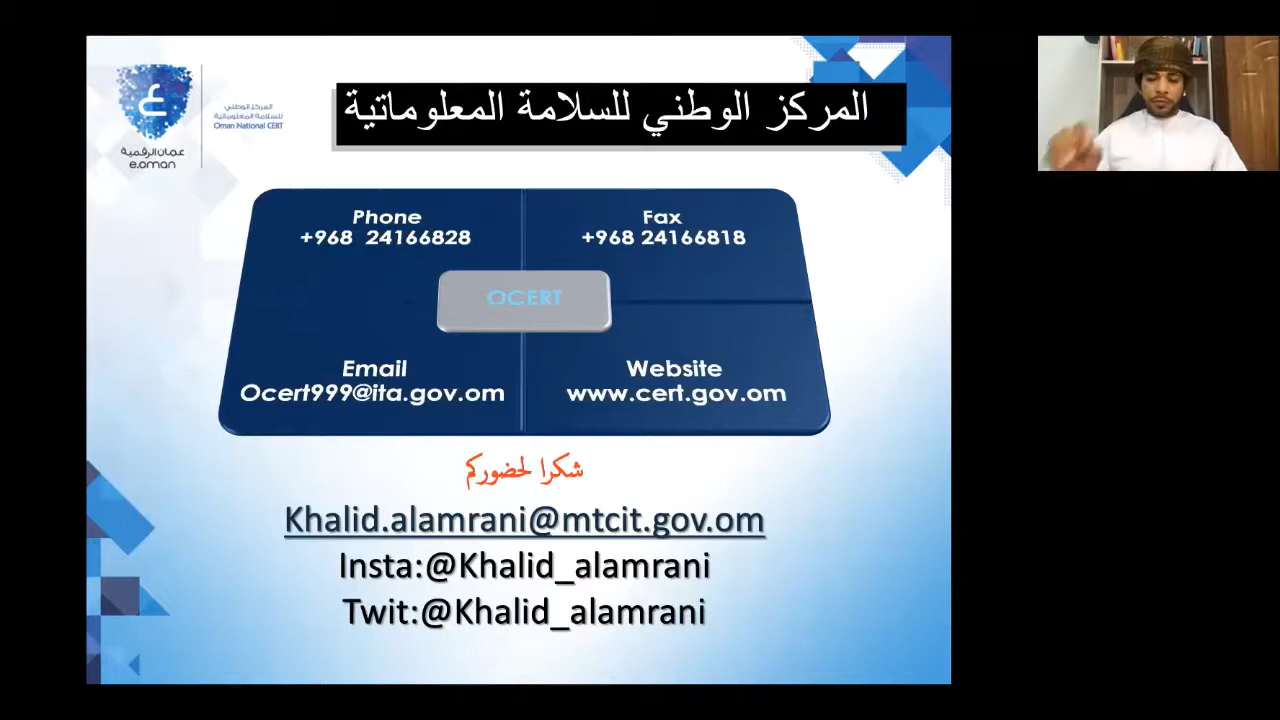 المركز الوطني للسلامة المعلوماتية
المركز الوطني
للسلامة المعلوماتية
Oman National CERT
عمان الرقمية
e.oman
Phone
+968 24166828
Fax
+968 24166818
OCERT
Email
Ocert999@ita.gov.om
Website
www.cert.gov.om
شكرا لحضوركم
Khalid.alamrani@mtcit.gov.om
Insta:@Khalid_alamrani
Twit:@Khalid_alamrani